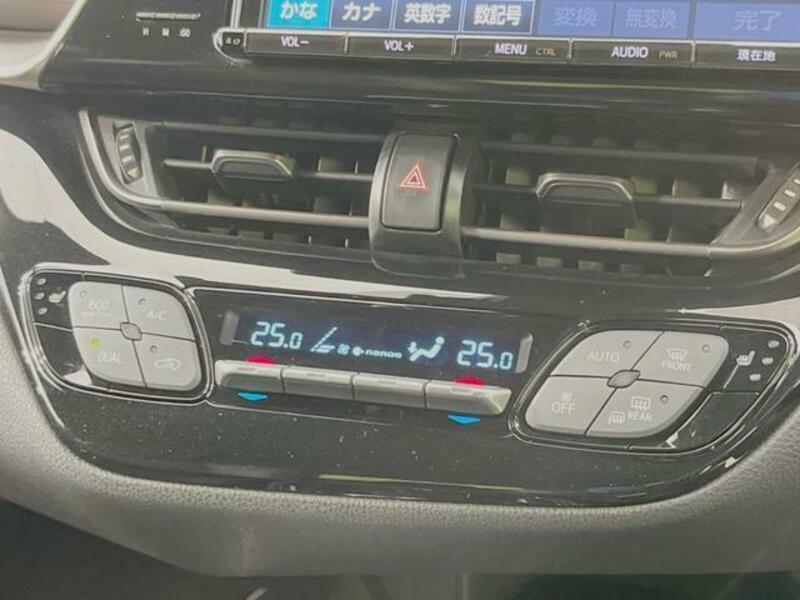 かな カナ 英数字 数記号 変換 無変換 完了
VOL− VOL+ MENU CTRL AUDIO PWR 現在地
H M :00
ECO A/C
DUAL
25.0 nanoe 25.0
AUTO FRONT
OFF REAR